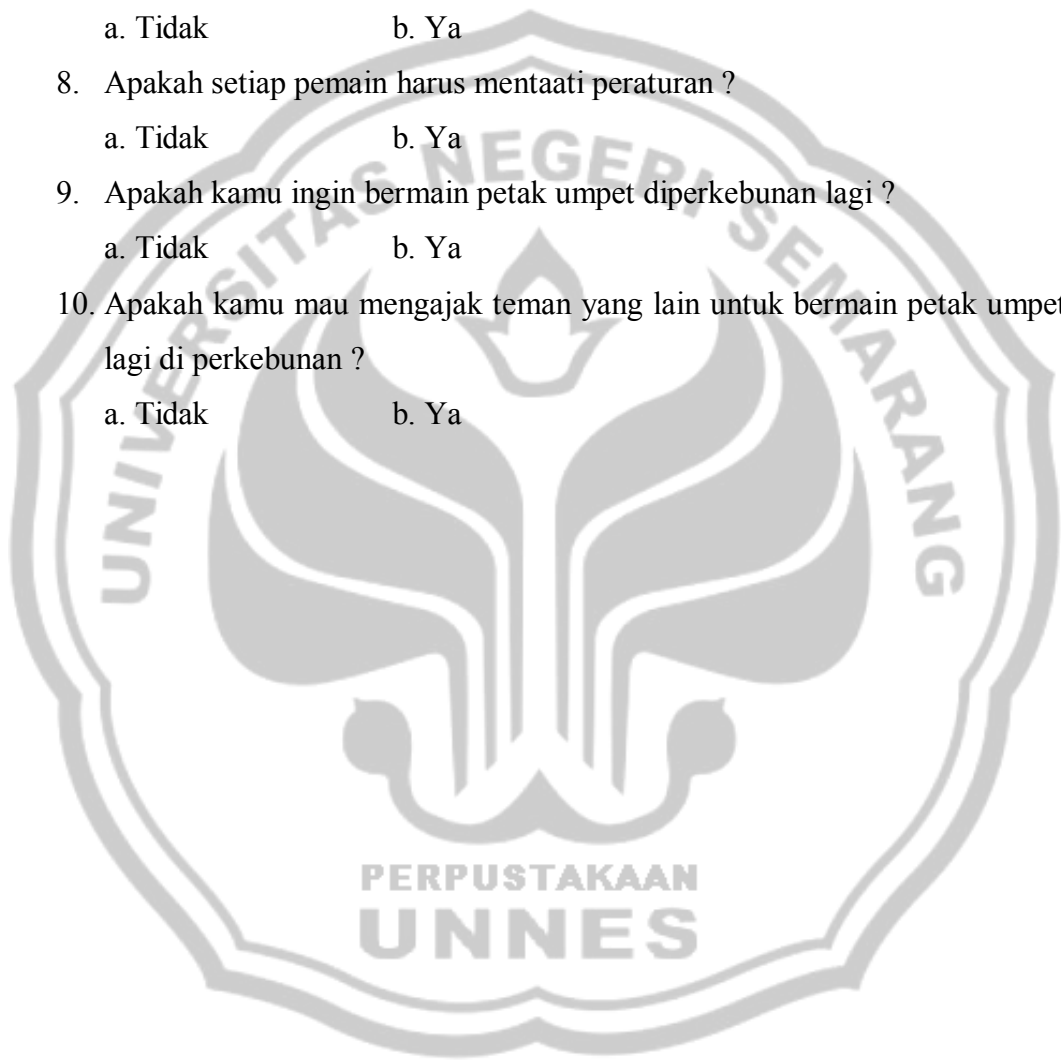 a. Tidak b. Ya
8. Apakah setiap pemain harus mentaati peraturan ?
a. Tidak b. Ya
9. Apakah kamu ingin bermain petak umpet diperkebunan lagi ?
a. Tidak b. Ya
10. Apakah kamu mau mengajak teman yang lain untuk bermain petak umpet
lagi di perkebunan ?
a. Tidak b. Ya
UNIVERSITAS NEGERI SEMARANG
PERPUSTAKAAN
UNNES